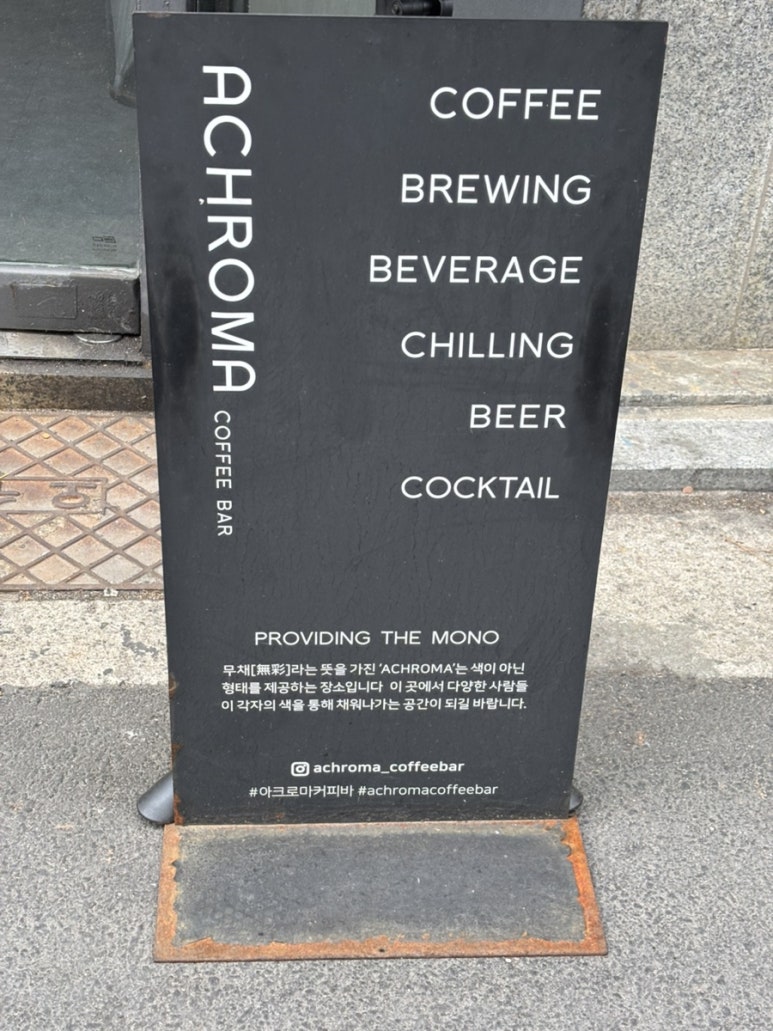 ACHROMA
COFFEE BAR
COFFEE
BREWING
BEVERAGE
CHILLING
BEER
COCKTAIL
PROVIDING THE MONO
무채[無彩]라는 뜻을 가진 'ACHROMA'는 색이 아닌
형태를 제공하는 장소입니다 이 곳에서 다양한 사람들
이 각자의 색을 통해 채워나가는 공간이 되길 바랍니다.
achroma_coffeebar
#아크로마커피바 #achromacoffeebar